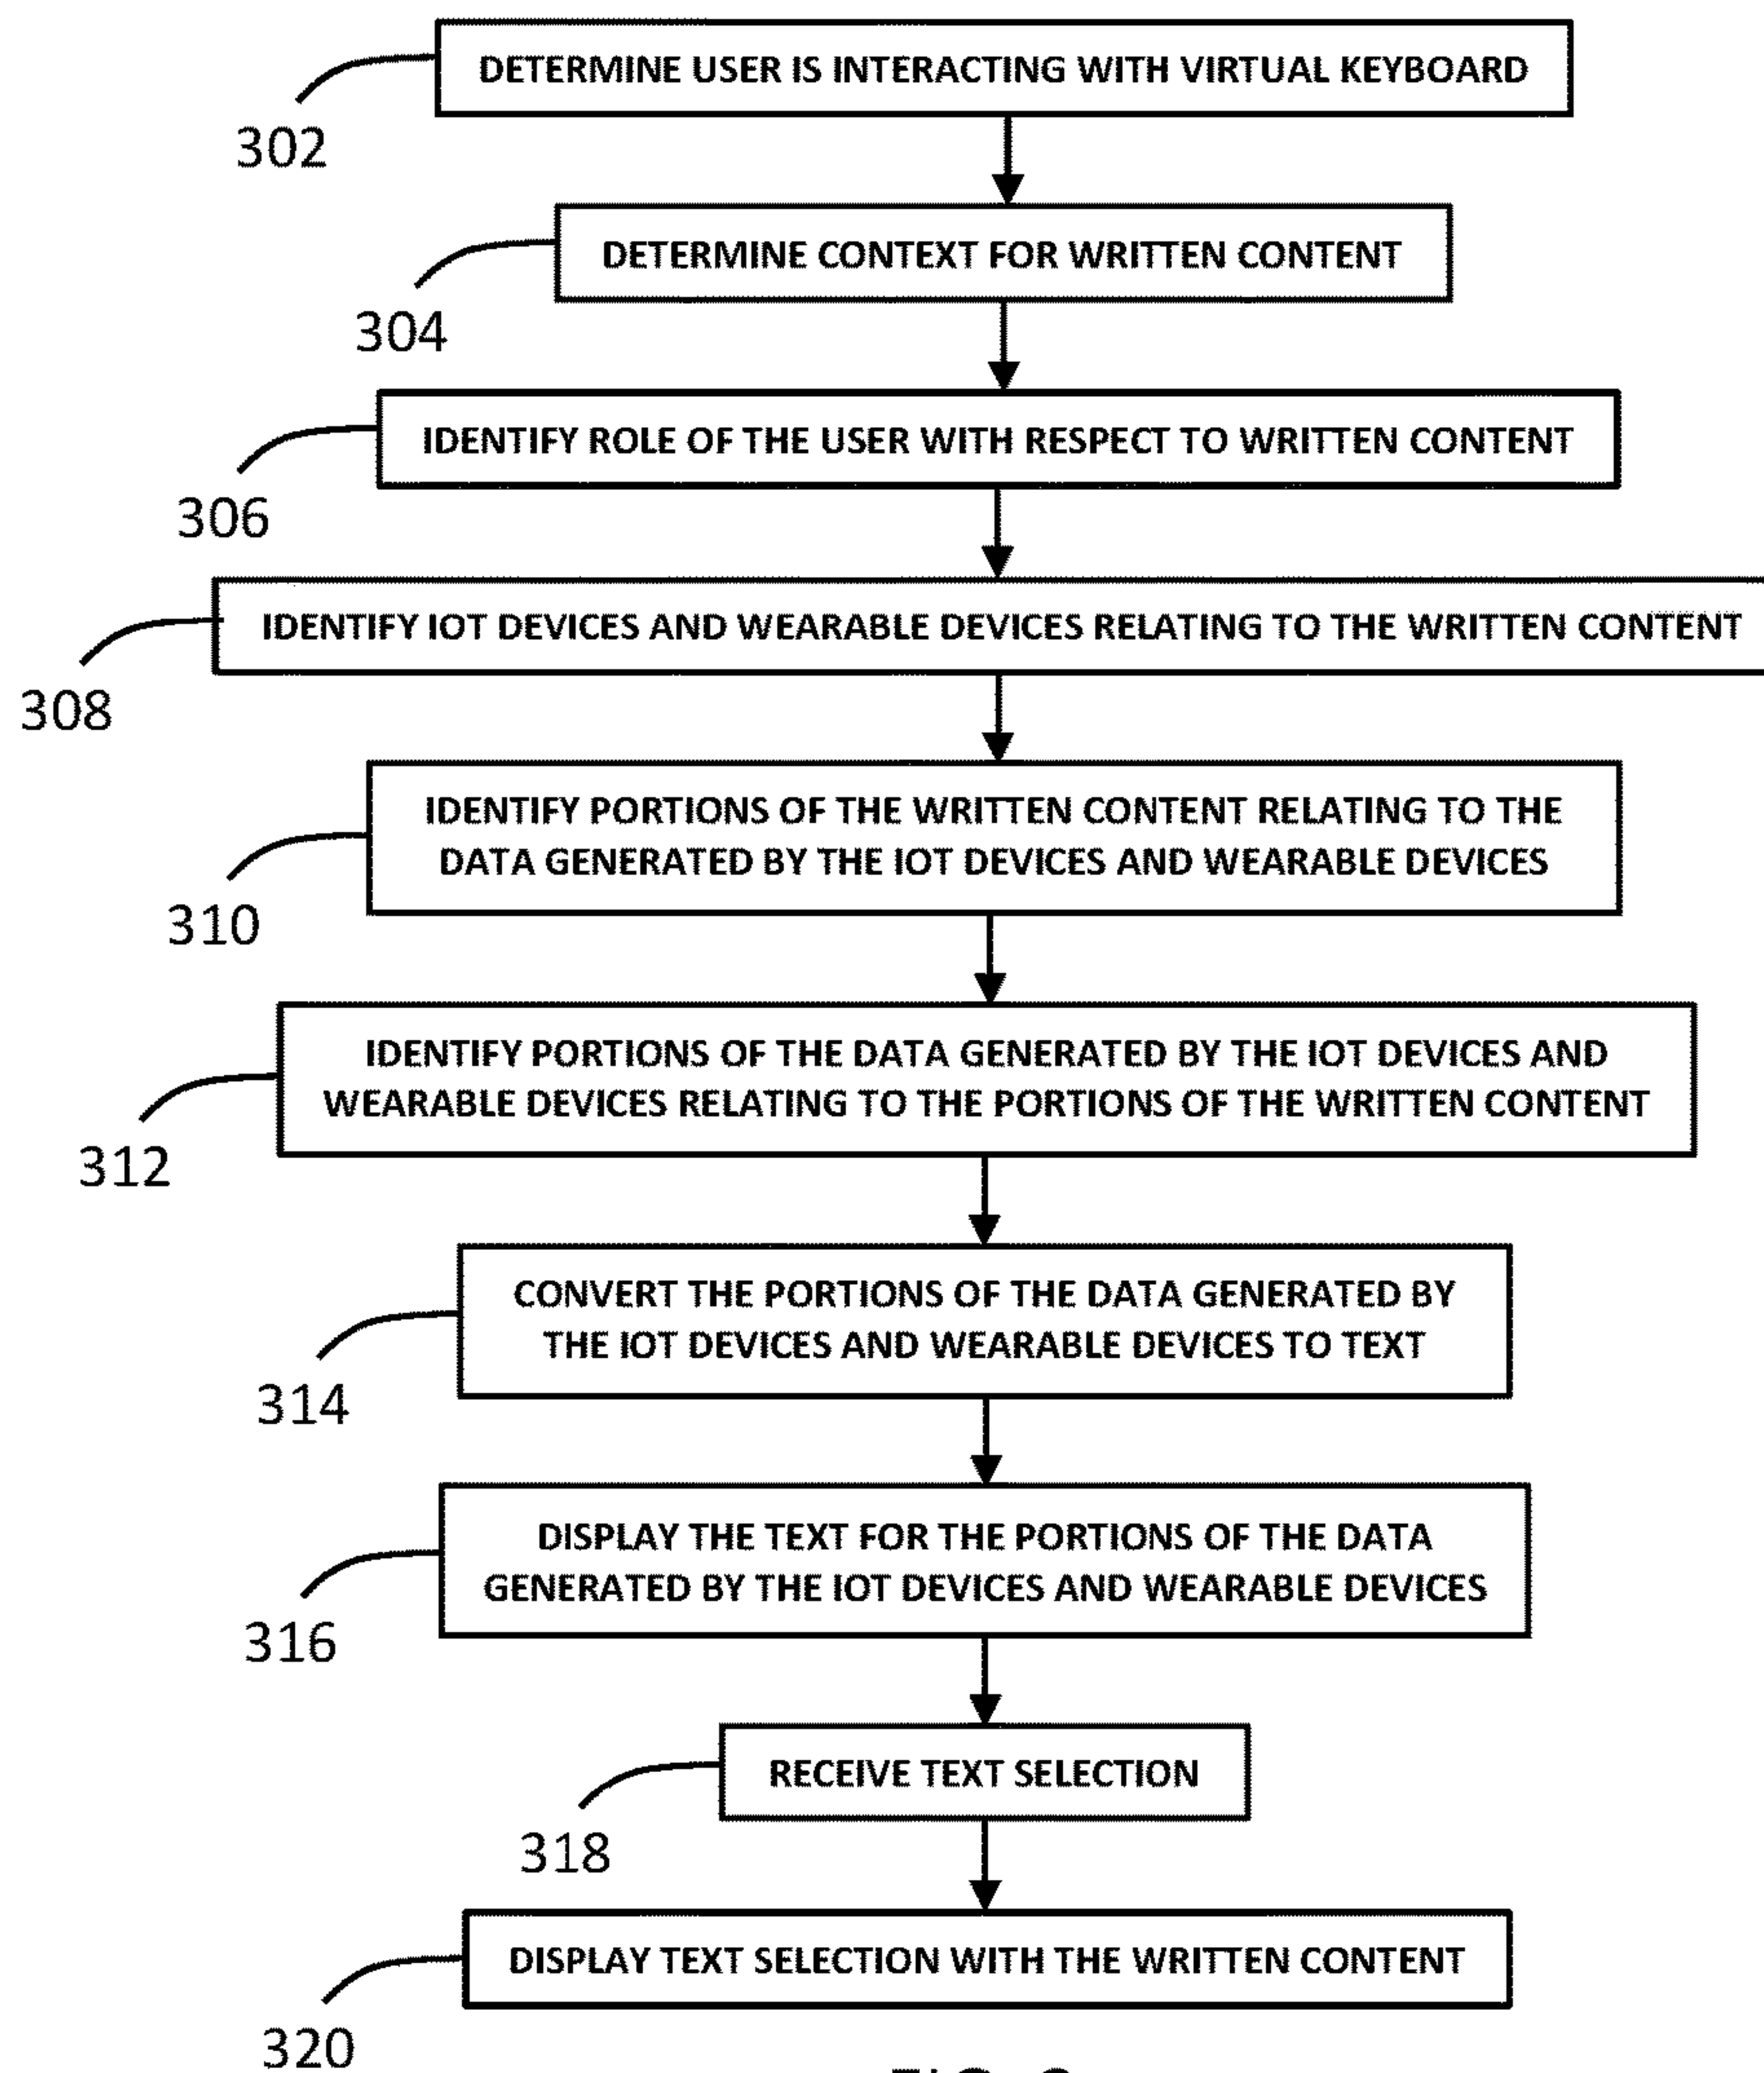 DETERMINE USER IS INTERACTING WITH VIRTUAL KEYBOARD
302
DETERMINE CONTEXT FOR WRITTEN CONTENT
304
IDENTIFY ROLE OF THE USER WITH RESPECT TO WRITTEN CONTENT
306
IDENTIFY IOT DEVICES AND WEARABLE DEVICES RELATING TO THE WRITTEN CONTENT
308
IDENTIFY PORTIONS OF THE WRITTEN CONTENT RELATING TO THE
DATA GENERATED BY THE IOT DEVICES AND WEARABLE DEVICES
310
IDENTIFY PORTIONS OF THE DATA GENERATED BY THE IOT DEVICES AND
WEARABLE DEVICES RELATING TO THE PORTIONS OF THE WRITTEN CONTENT
312
CONVERT THE PORTIONS OF THE DATA GENERATED BY
THE IOT DEVICES AND WEARABLE DEVICES TO TEXT
314
DISPLAY THE TEXT FOR THE PORTIONS OF THE DATA
GENERATED BY THE IOT DEVICES AND WEARABLE DEVICES
316
RECEIVE TEXT SELECTION
318
DISPLAY TEXT SELECTION WITH THE WRITTEN CONTENT
320